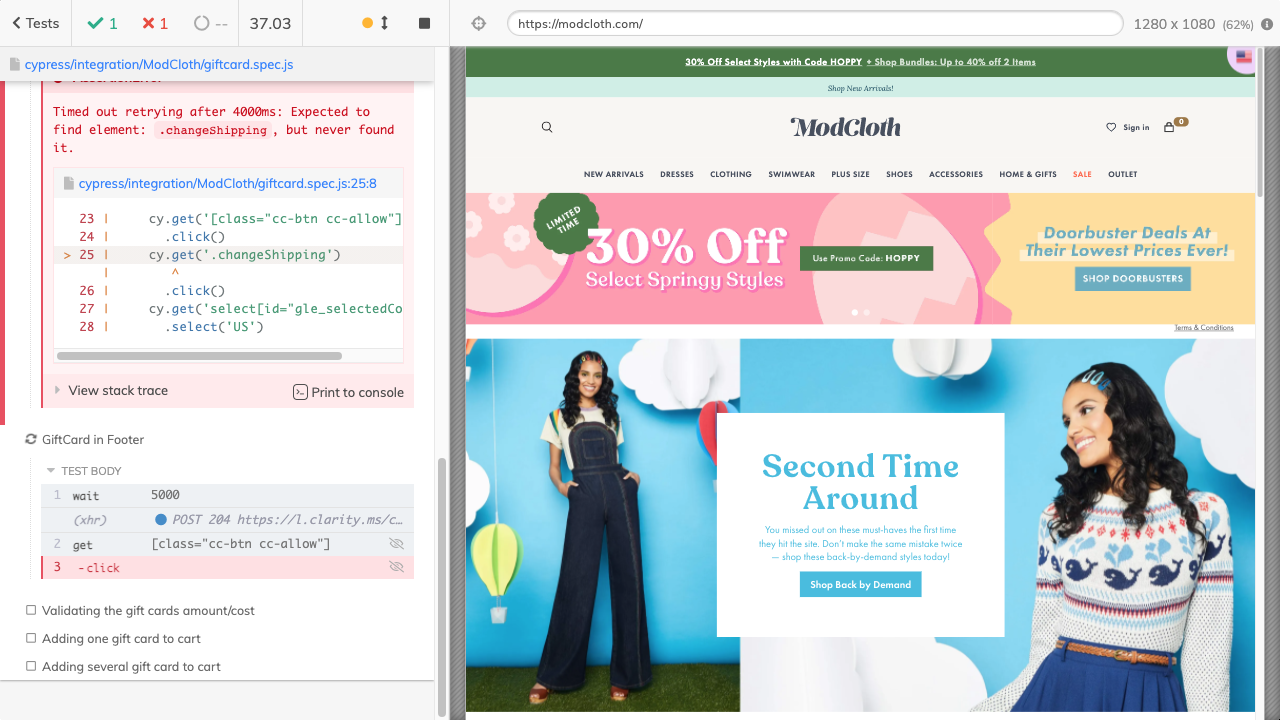 Tests
1
1
--
37.03
https://modcloth.com/
1280 x 1080 (62%)
cypress/integration/ModCloth/giftcard.spec.js
Timed out retrying after 4000ms: Expected to
find element: .changeShipping, but never found
it.
cypress/integration/ModCloth/giftcard.spec.js:25:8
23 | cy.get('[class="cc-btn cc-allow"]
24 | .click()
> 25 | cy.get('.changeShipping')
^
26 | .click()
27 | cy.get('select[id="gle_selectedCo
28 | .select('US')
View stack trace
Print to console
GiftCard in Footer
TEST BODY
1 wait 5000
(xhr) POST 204 https://l.clarity.ms/c…
2 get [class="cc-btn cc-allow"]
3 -click
Validating the gift cards amount/cost
Adding one gift card to cart
Adding several gift card to cart
30% Off Select Styles with Code HOPPY + Shop Bundles: Up to 40% off 2 Items
Shop New Arrivals!
ModCloth
Sign in
0
NEW ARRIVALS DRESSES CLOTHING SWIMWEAR PLUS SIZE SHOES ACCESSORIES HOME & GIFTS SALE OUTLET
LIMITED
TIME
30% Off
Select Springy Styles
Use Promo Code: HOPPY
Doorbuster Deals At
Their Lowest Prices Ever!
SHOP DOORBUSTERS
Terms & Conditions
Second Time
Around
You missed out on these must-haves the first time
they hit the site. Don't make the same mistake twice
— shop these back-by-demand styles today!
Shop Back by Demand